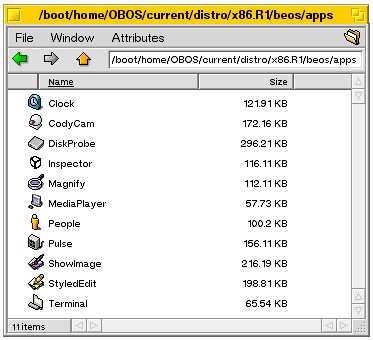 /boot/home/OBOS/current/distro/x86.R1/beos/apps
File Window Attributes
/boot/home/OBOS/current/distro/x86.R1/beos/apps
Name Size
Clock 121.91 KB
CodyCam 172.16 KB
DiskProbe 296.21 KB
Inspector 116.11 KB
Magnify 112.11 KB
MediaPlayer 57.73 KB
People 100.2 KB
Pulse 156.11 KB
ShowImage 216.19 KB
StyledEdit 198.81 KB
Terminal 65.54 KB
11 items